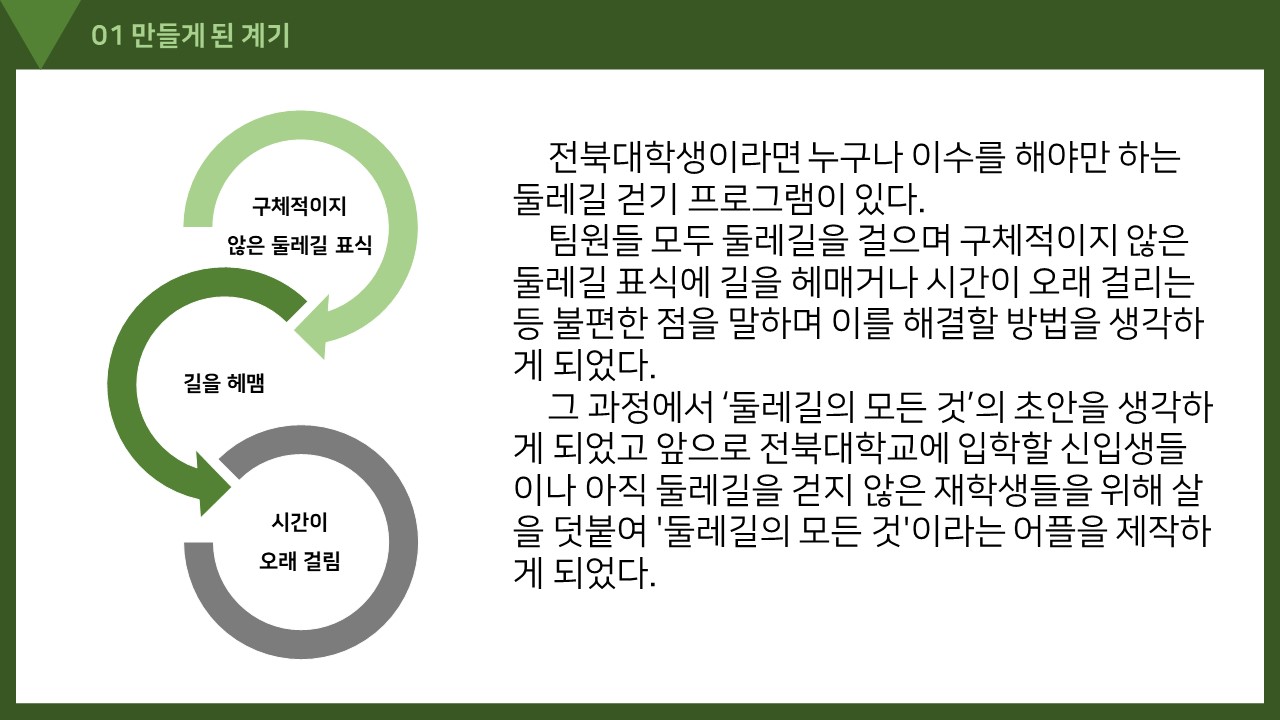 01 만들게 된 계기
구체적이지
않은 둘레길 표식
길을 헤맴
시간이
오래 걸림
전북대학생이라면 누구나 이수를 해야만 하는
둘레길 걷기 프로그램이 있다.
팀원들 모두 둘레길을 걸으며 구체적이지 않은
둘레길 표식에 길을 헤매거나 시간이 오래 걸리는
등 불편한 점을 말하며 이를 해결할 방법을 생각하
게 되었다.
그 과정에서 ‘둘레길의 모든 것’의 초안을 생각하
게 되었고 앞으로 전북대학교에 입학할 신입생들
이나 아직 둘레길을 걷지 않은 재학생들을 위해 살
을 덧붙여 '둘레길의 모든 것'이라는 어플을 제작하
게 되었다.